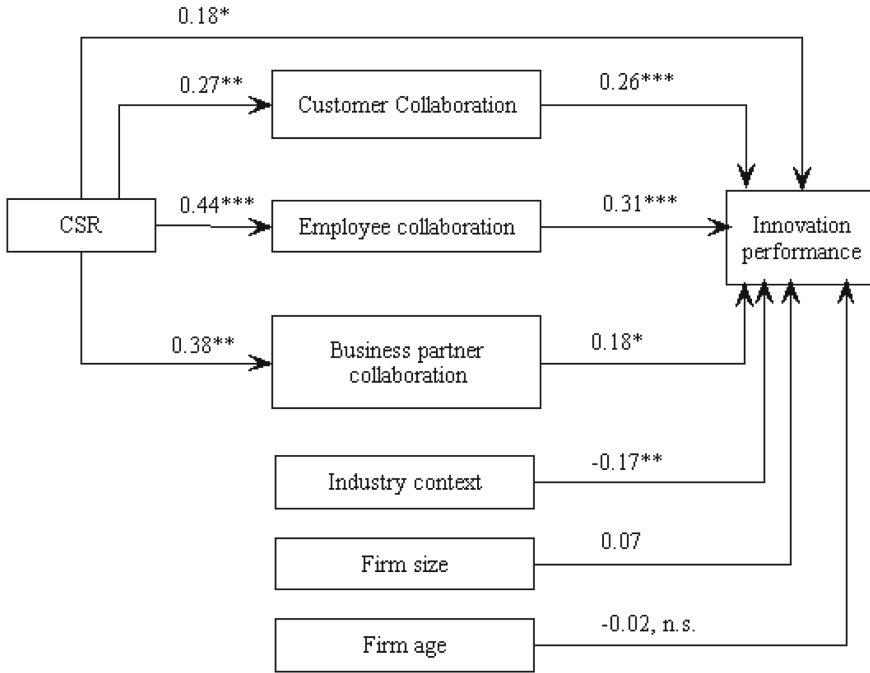 0.18*
0.27**
Customer Collaboration
0.26***
CSR
0.44***
Employee collaboration
0.31***
Innovation
performance
0.38**
Business partner
collaboration
0.18*
Industry context
-0.17**
Firm size
0.07
Firm age
-0.02, n.s.